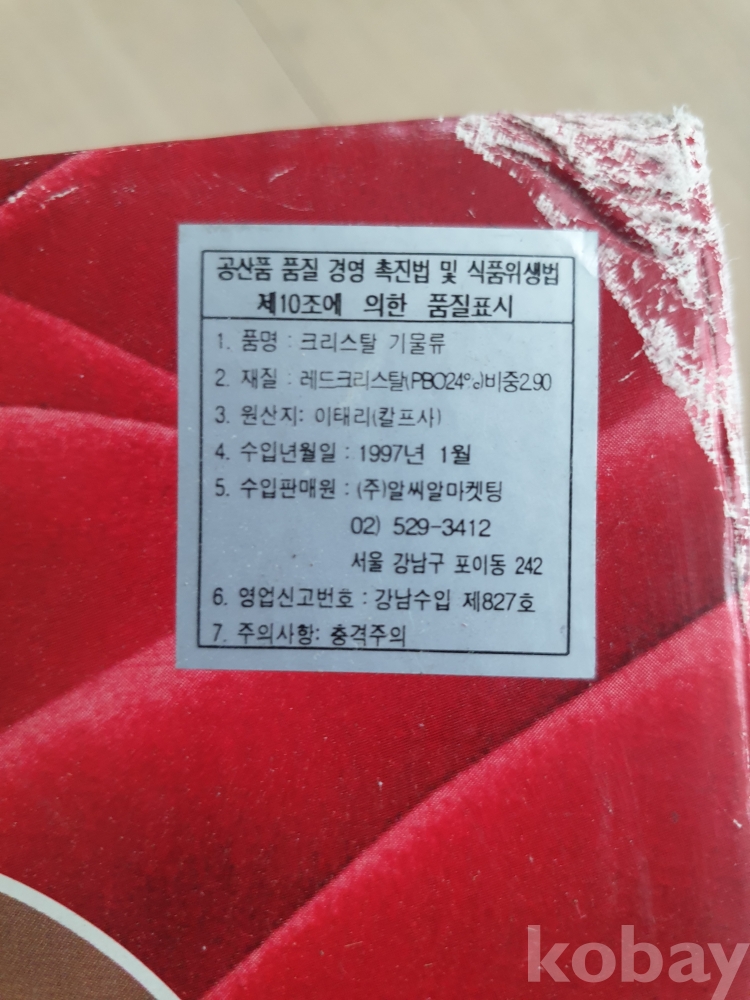 공산품 품질 경영 촉진법 및 식품위생법
제10조에 의한 품질표시
1. 품명 : 크리스탈 기물류
2. 재질 : 레드크리스탈(PBO24%)비중2.90
3. 원산지: 이태리(칼프사)
4. 수입년월일 : 1997년 1월
5. 수입판매원 : (주)알씨알마켓팅
02) 529-3412
서울 강남구 포이동 242
6. 영업신고번호 : 강남수입 제827호
7. 주의사항: 충격주의
kobay